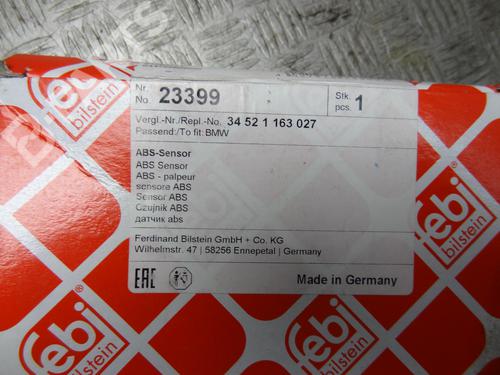 Nr.
No. 23399
Stk
pcs. 1
Vergl.-Nr./Repl.-No. 34 52 1 163 027
Passend:/To fit: BMW
ABS-Sensor
ABS Sensor
ABS - palpeur
sensore ABS
Sensor ABS
Czujnik ABS
датчик abs
Ferdinand Bilstein GmbH + Co. KG
Wilhelmstr. 47 | 58256 Ennepetal | Germany
EAC
Made in Germany
febi
bilstein
febi
bilstein
febi
bilstein
febi
bilstein
febi
bilstein